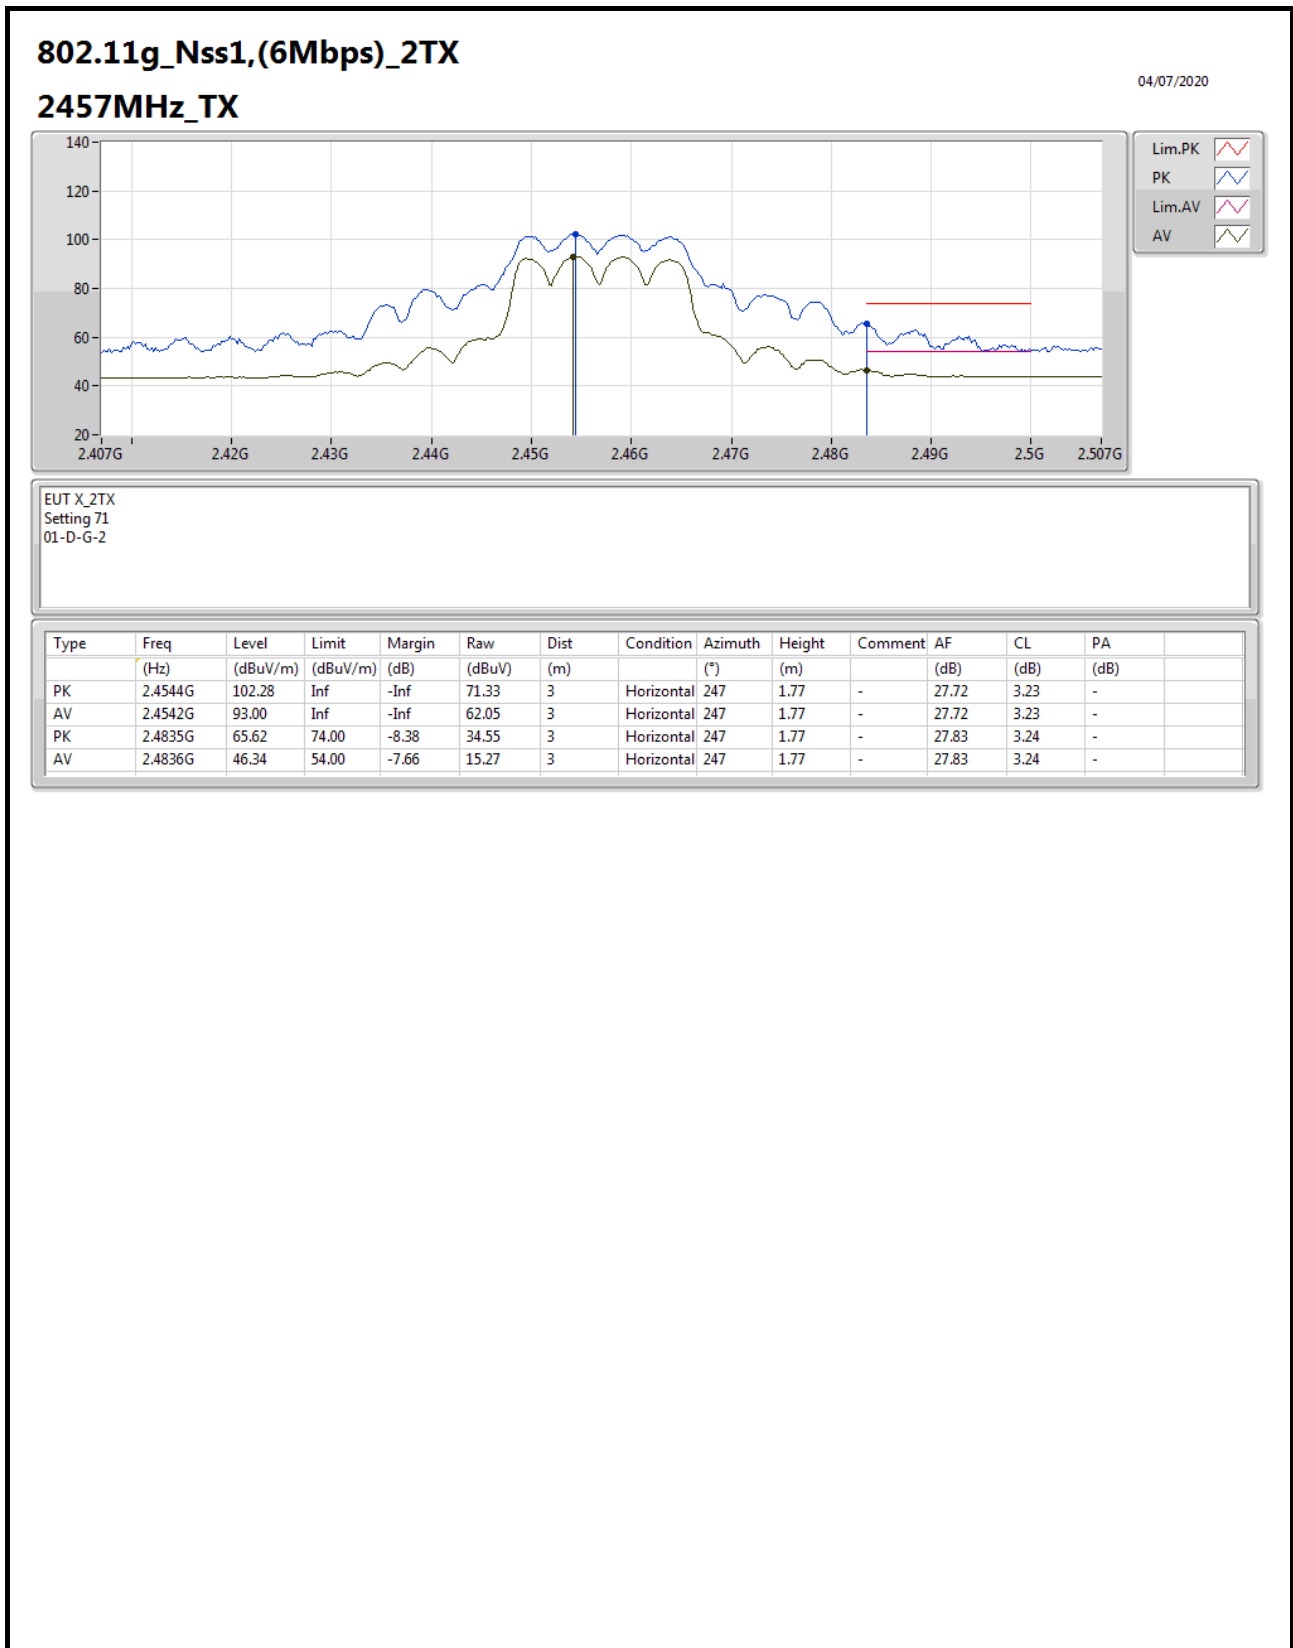 802.11g_Nss1,(6Mbps)_2TX
04/07/2020
2457MHz_TX
140
120
100
80
60
40
20
2.407G 2.42G 2.43G 2.44G 2.45G 2.46G 2.47G 2.48G 2.49G 2.5G 2.507G
Lim.PK
PK
Lim.AV
AV
EUT X_2TX
Setting 71
01-D-G-2
Type Freq Level Limit Margin Raw Dist Condition Azimuth Height Comment AF CL PA
(Hz) (dBuV/m) (dBuV/m) (dB) (dBuV) (m) (°) (m) (dB) (dB) (dB)
PK 2.4544G 102.28 Inf -Inf 71.33 3 Horizontal 247 1.77 - 27.72 3.23 -
AV 2.4542G 93.00 Inf -Inf 62.05 3 Horizontal 247 1.77 - 27.72 3.23 -
PK 2.4835G 65.62 74.00 -8.38 34.55 3 Horizontal 247 1.77 - 27.83 3.24 -
AV 2.4836G 46.34 54.00 -7.66 15.27 3 Horizontal 247 1.77 - 27.83 3.24 -